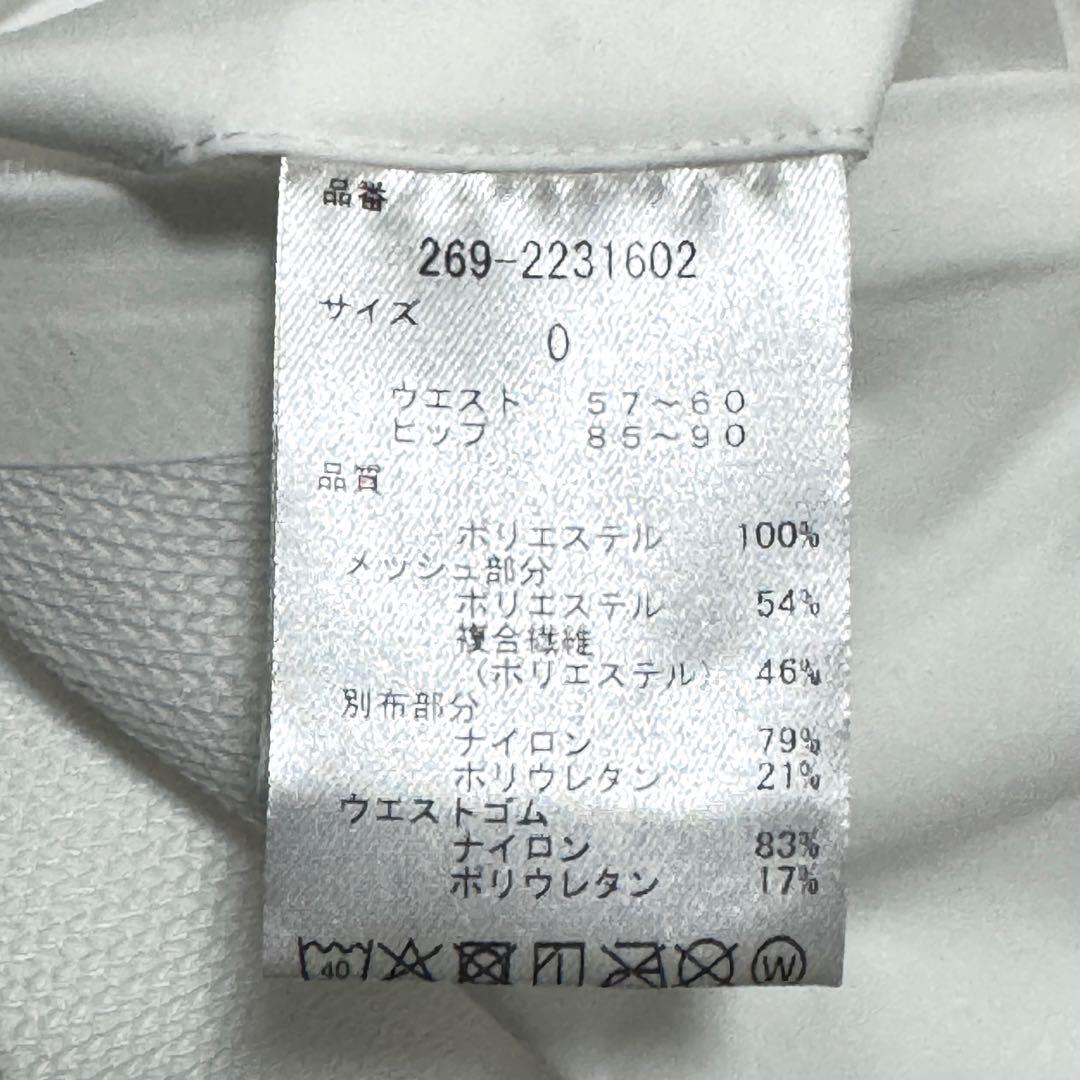 品番
269-2231602
サイズ
0
ウエスト 57~60
ヒップ 85~90
品質
ポリエステル 100%
メッシュ部分
ポリエステル 54%
複合繊維
(ポリエステル) 46%
別布部分
ナイロン 79%
ポリウレタン 21%
ウエストゴム
ナイロン 83%
ポリウレタン 17%
40 W